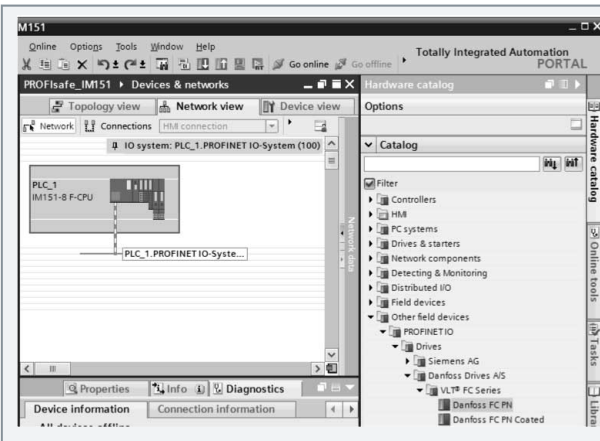 M151
Online Options Tools Window Help
Totally Integrated Automation
PORTAL
Go online Go offline
PROFIsafe_IM151 Devices & networks
Topology view Network view Device view
Network Connections HMI connection
IO system: PLC_1.PROFINET IO-System (100)
PLC_1
IM151-8 F-CPU
PLC_1.PROFINET IO-Syste...
Network data
Properties Info Diagnostics
Device information Connection information
All devices offline
Hardware catalog
Options
Catalog
Filter
Controllers
HMI
PC systems
Drives & starters
Network components
Detecting & Monitoring
Distributed I/O
Field devices
Other field devices
PROFINET IO
Drives
Siemens AG
Danfoss Drives A/S
VLT® FC Series
Danfoss FC PN
Danfoss FC PN Coated
Hardware catalog
Online tools
Tasks
Libra